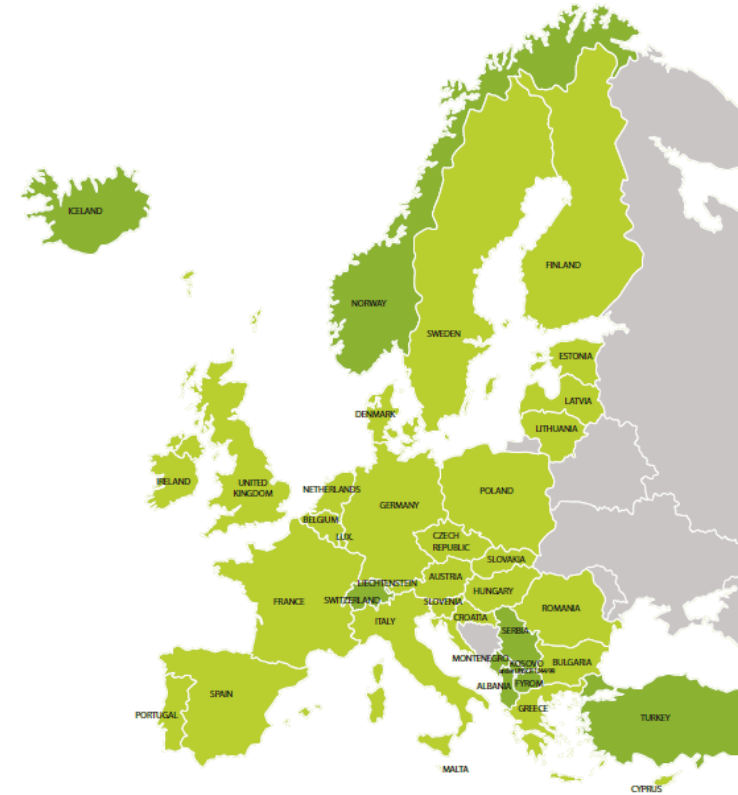 ICELAND
FINLAND
NORWAY
SWEDEN
ESTONIA
LATVIA
DENMARK
LITHUANIA
IRELAND
UNITED
KINGDOM
NETHERLANDS
POLAND
GERMANY
BELGIUM
LUX.
CZECH
REPUBLIC
SLOVAKIA
AUSTRIA
LIECHTENSTEIN
HUNGARY
FRANCE
SWITZERLAND
SLOVENIA
ROMANIA
CROATIA
ITALY
SERBIA
MONTENEGRO
KOSOVO
BULGARIA
ALBANIA
FYROM
SPAIN
GREECE
PORTUGAL
TURKEY
MALTA
CYPRUS